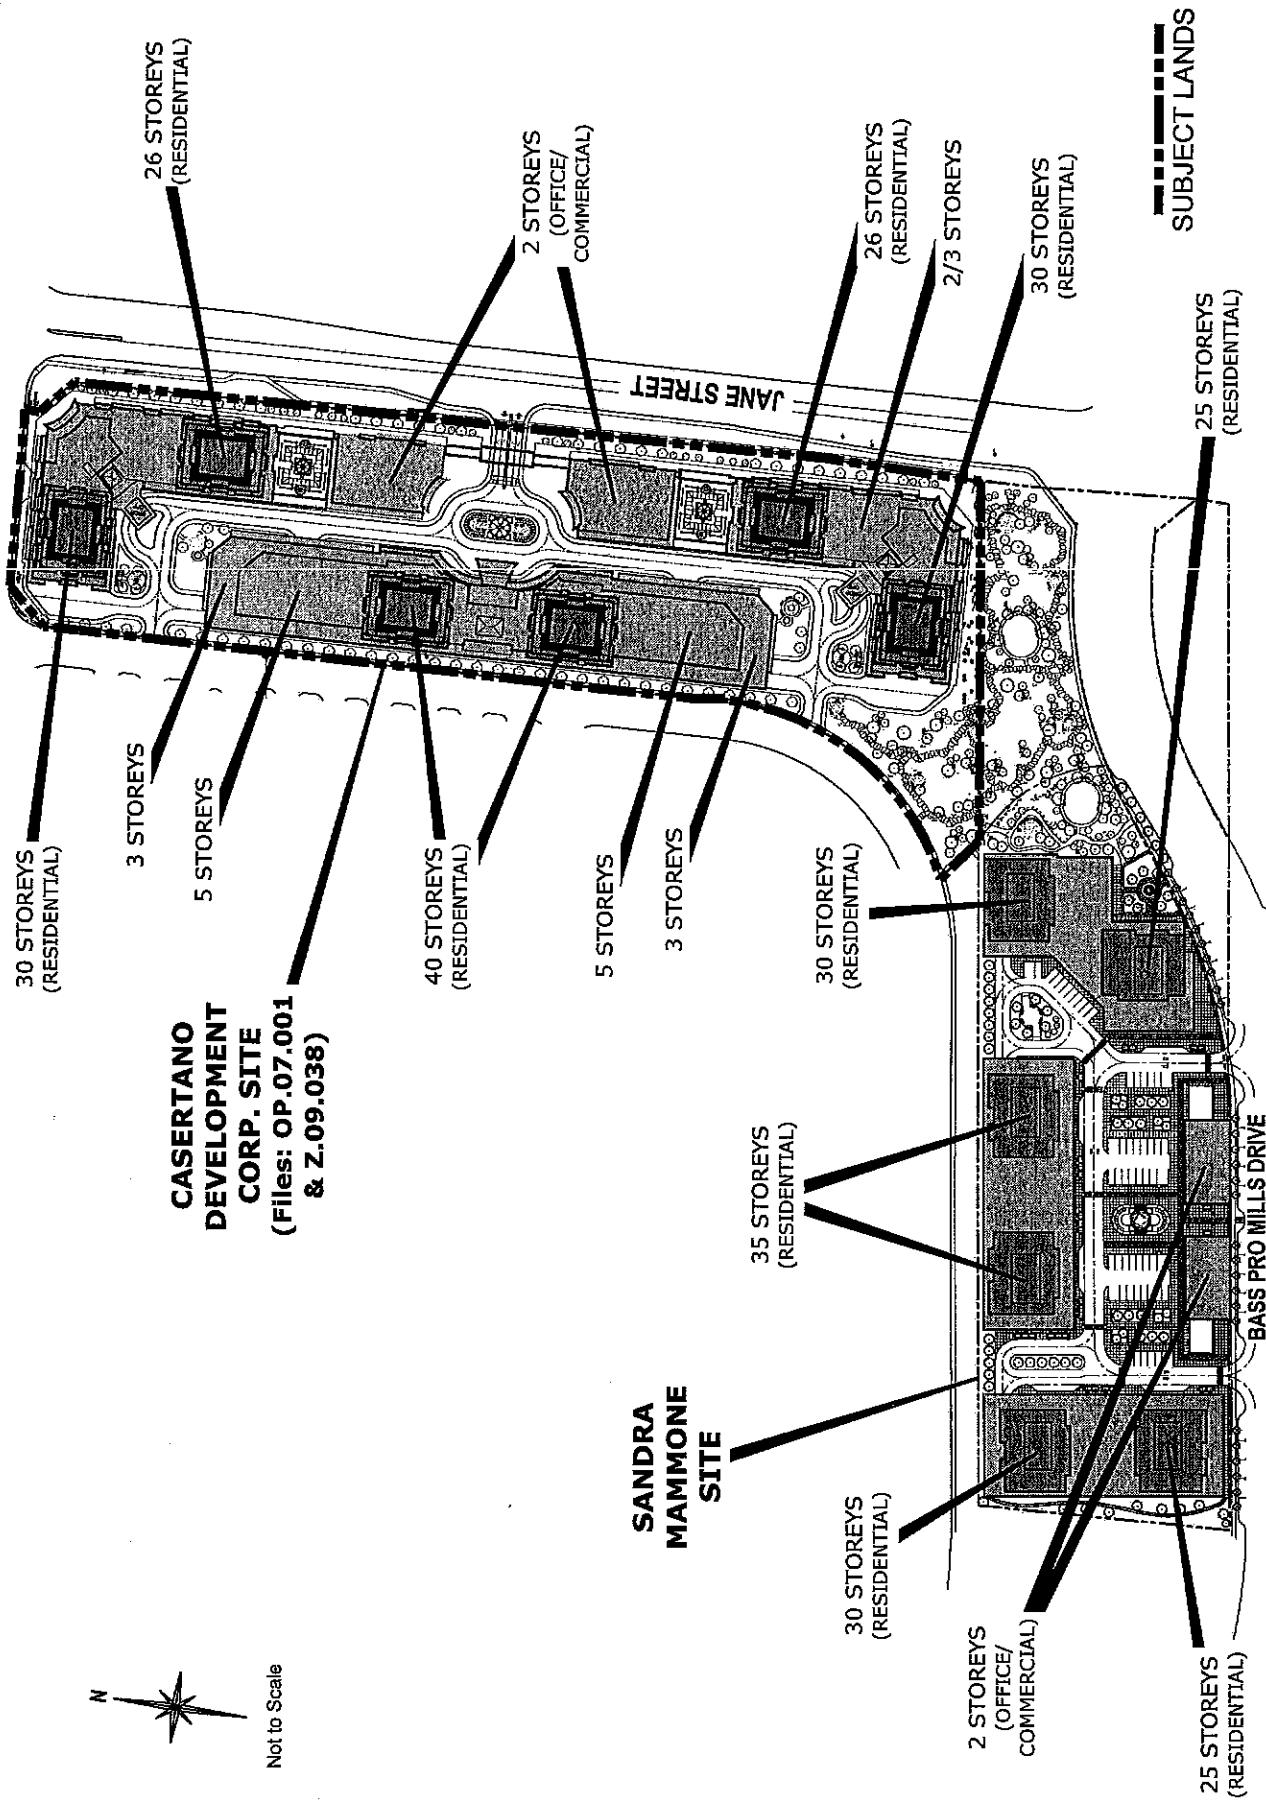 26 STOREYS
(RESIDENTIAL)
2 STOREYS
(OFFICE/
COMMERCIAL)
26 STOREYS
(RESIDENTIAL)
2/3 STOREYS
30 STOREYS
(RESIDENTIAL)
25 STOREYS
(RESIDENTIAL)
SUBJECT LANDS
JANE STREET
30 STOREYS
(RESIDENTIAL)
3 STOREYS
5 STOREYS
40 STOREYS
(RESIDENTIAL)
5 STOREYS
3 STOREYS
30 STOREYS
(RESIDENTIAL)
CASERTANO
DEVELOPMENT
CORP. SITE
(Files: OP.07.001
& Z.09.038)
35 STOREYS
(RESIDENTIAL)
BASS PRO MILLS DRIVE
SANDRA
MAMMONE
SITE
30 STOREYS
(RESIDENTIAL)
2 STOREYS
(OFFICE/
COMMERCIAL)
25 STOREYS
(RESIDENTIAL)
N
Not to Scale